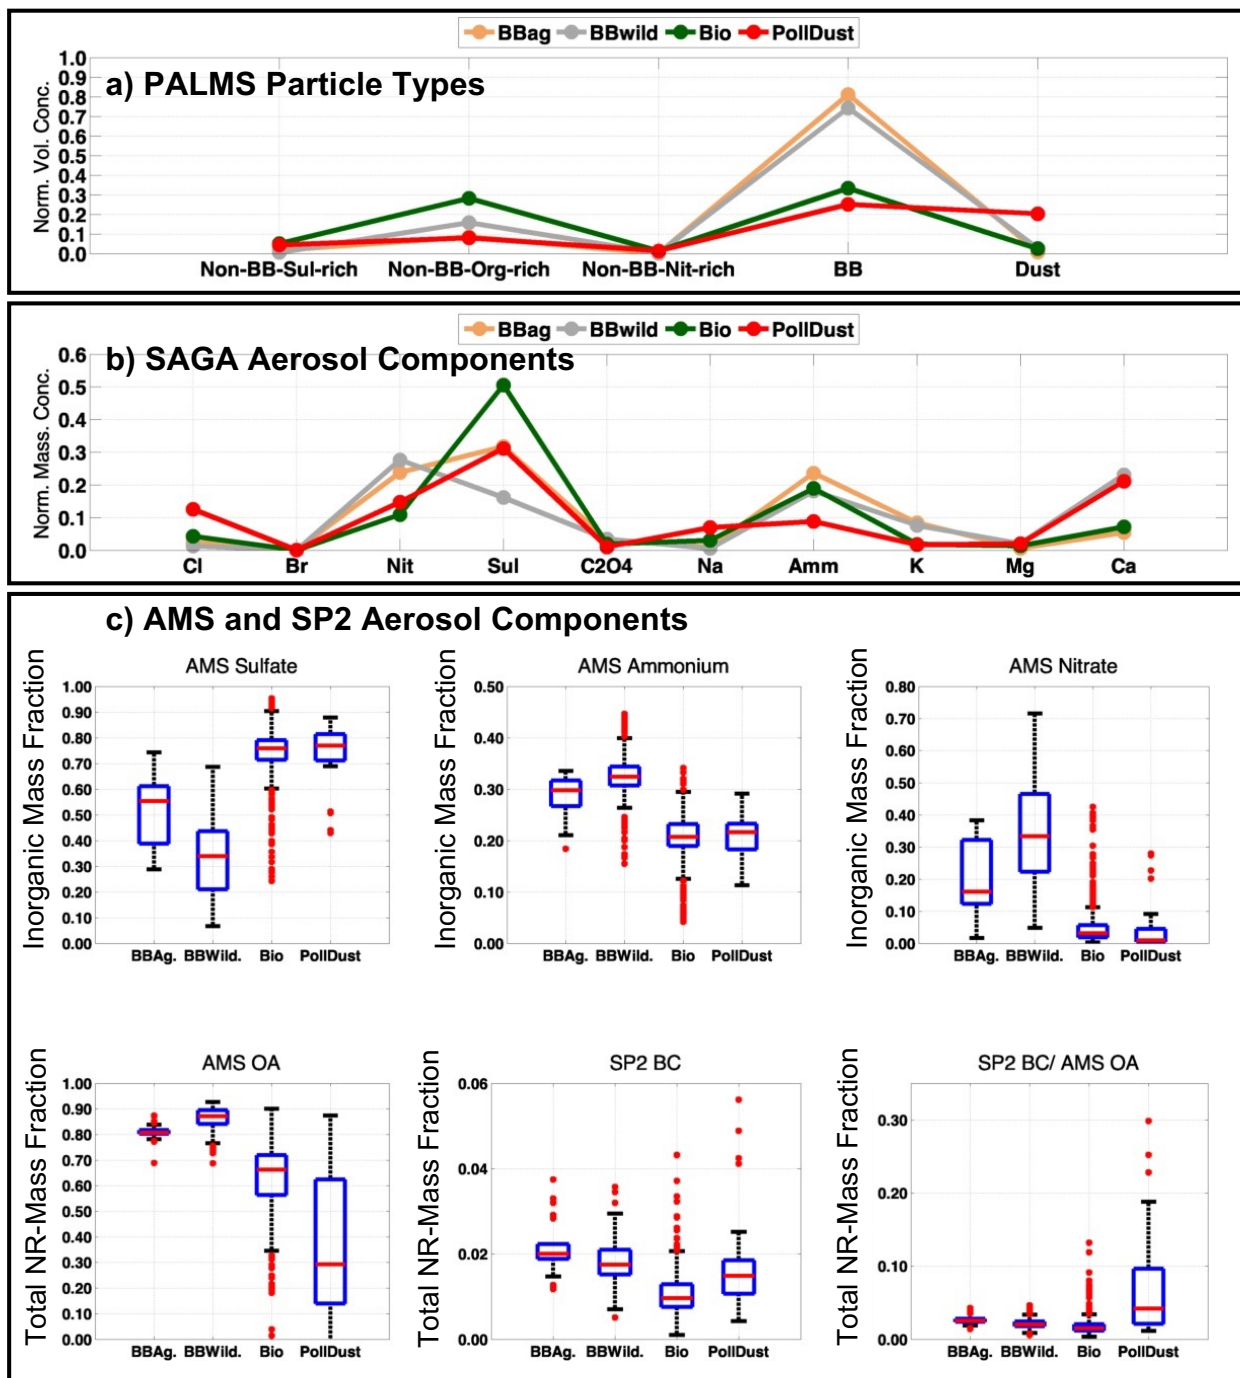 BBag BBwild Bio PollDust
a) PALMS Particle Types
Norm. Vol. Conc.
1.0
0.9
0.8
0.7
0.6
0.5
0.4
0.3
0.2
0.1
0.0
Non-BB-Sul-rich Non-BB-Org-rich Non-BB-Nit-rich BB Dust
BBag BBwild Bio PollDust
b) SAGA Aerosol Components
Norm. Mass. Conc.
0.6
0.5
0.4
0.3
0.2
0.1
0.0
Cl Br Nit Sul C2O4 Na Amm K Mg Ca
c) AMS and SP2 Aerosol Components
AMS Sulfate
Inorganic Mass Fraction
1.00
0.90
0.80
0.70
0.60
0.50
0.40
0.30
0.20
0.10
0.00
BBAg. BBWild. Bio PollDust
AMS Ammonium
Inorganic Mass Fraction
0.50
0.40
0.30
0.20
0.10
0.00
BBAg. BBWild. Bio PollDust
AMS Nitrate
Inorganic Mass Fraction
0.80
0.70
0.60
0.50
0.40
0.30
0.20
0.10
0.00
BBAg. BBWild. Bio PollDust
AMS OA
Total NR-Mass Fraction
1.00
0.90
0.80
0.70
0.60
0.50
0.40
0.30
0.20
0.10
0.00
BBAg. BBWild. Bio PollDust
SP2 BC
Total NR-Mass Fraction
0.06
0.04
0.02
0.00
BBAg. BBWild. Bio PollDust
SP2 BC/ AMS OA
Total NR-Mass Fraction
0.30
0.20
0.10
0.00
BBAg. BBWild. Bio PollDust